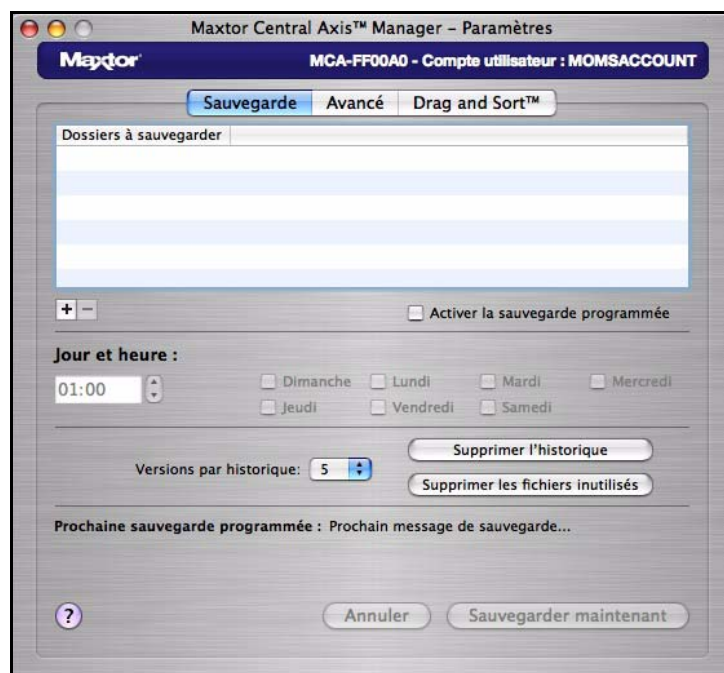 Maxtor Central Axis™ Manager – Paramètres
Maxtor MCA-FF00A0 - Compte utilisateur : MOMSACCOUNT
Sauvegarde Avancé Drag and Sort™
Dossiers à sauvegarder
+ − Activer la sauvegarde programmée
Jour et heure :
01:00 Dimanche Lundi Mardi Mercredi
Jeudi Vendredi Samedi
Supprimer l'historique
Versions par historique: 5
Supprimer les fichiers inutilisés
Prochaine sauvegarde programmée : Prochain message de sauvegarde...
? Annuler Sauvegarder maintenant